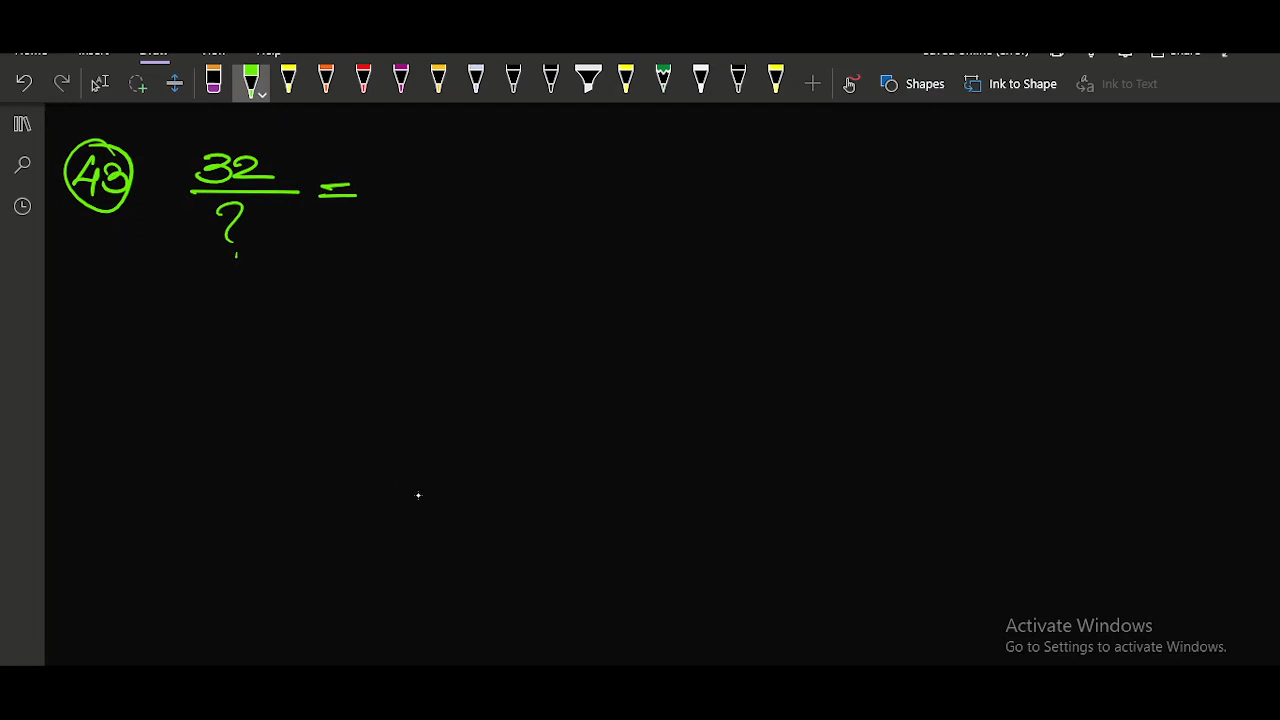 Shapes Ink to Shape Ink to Text
43 32/? =
Activate Windows
Go to Settings to activate Windows.